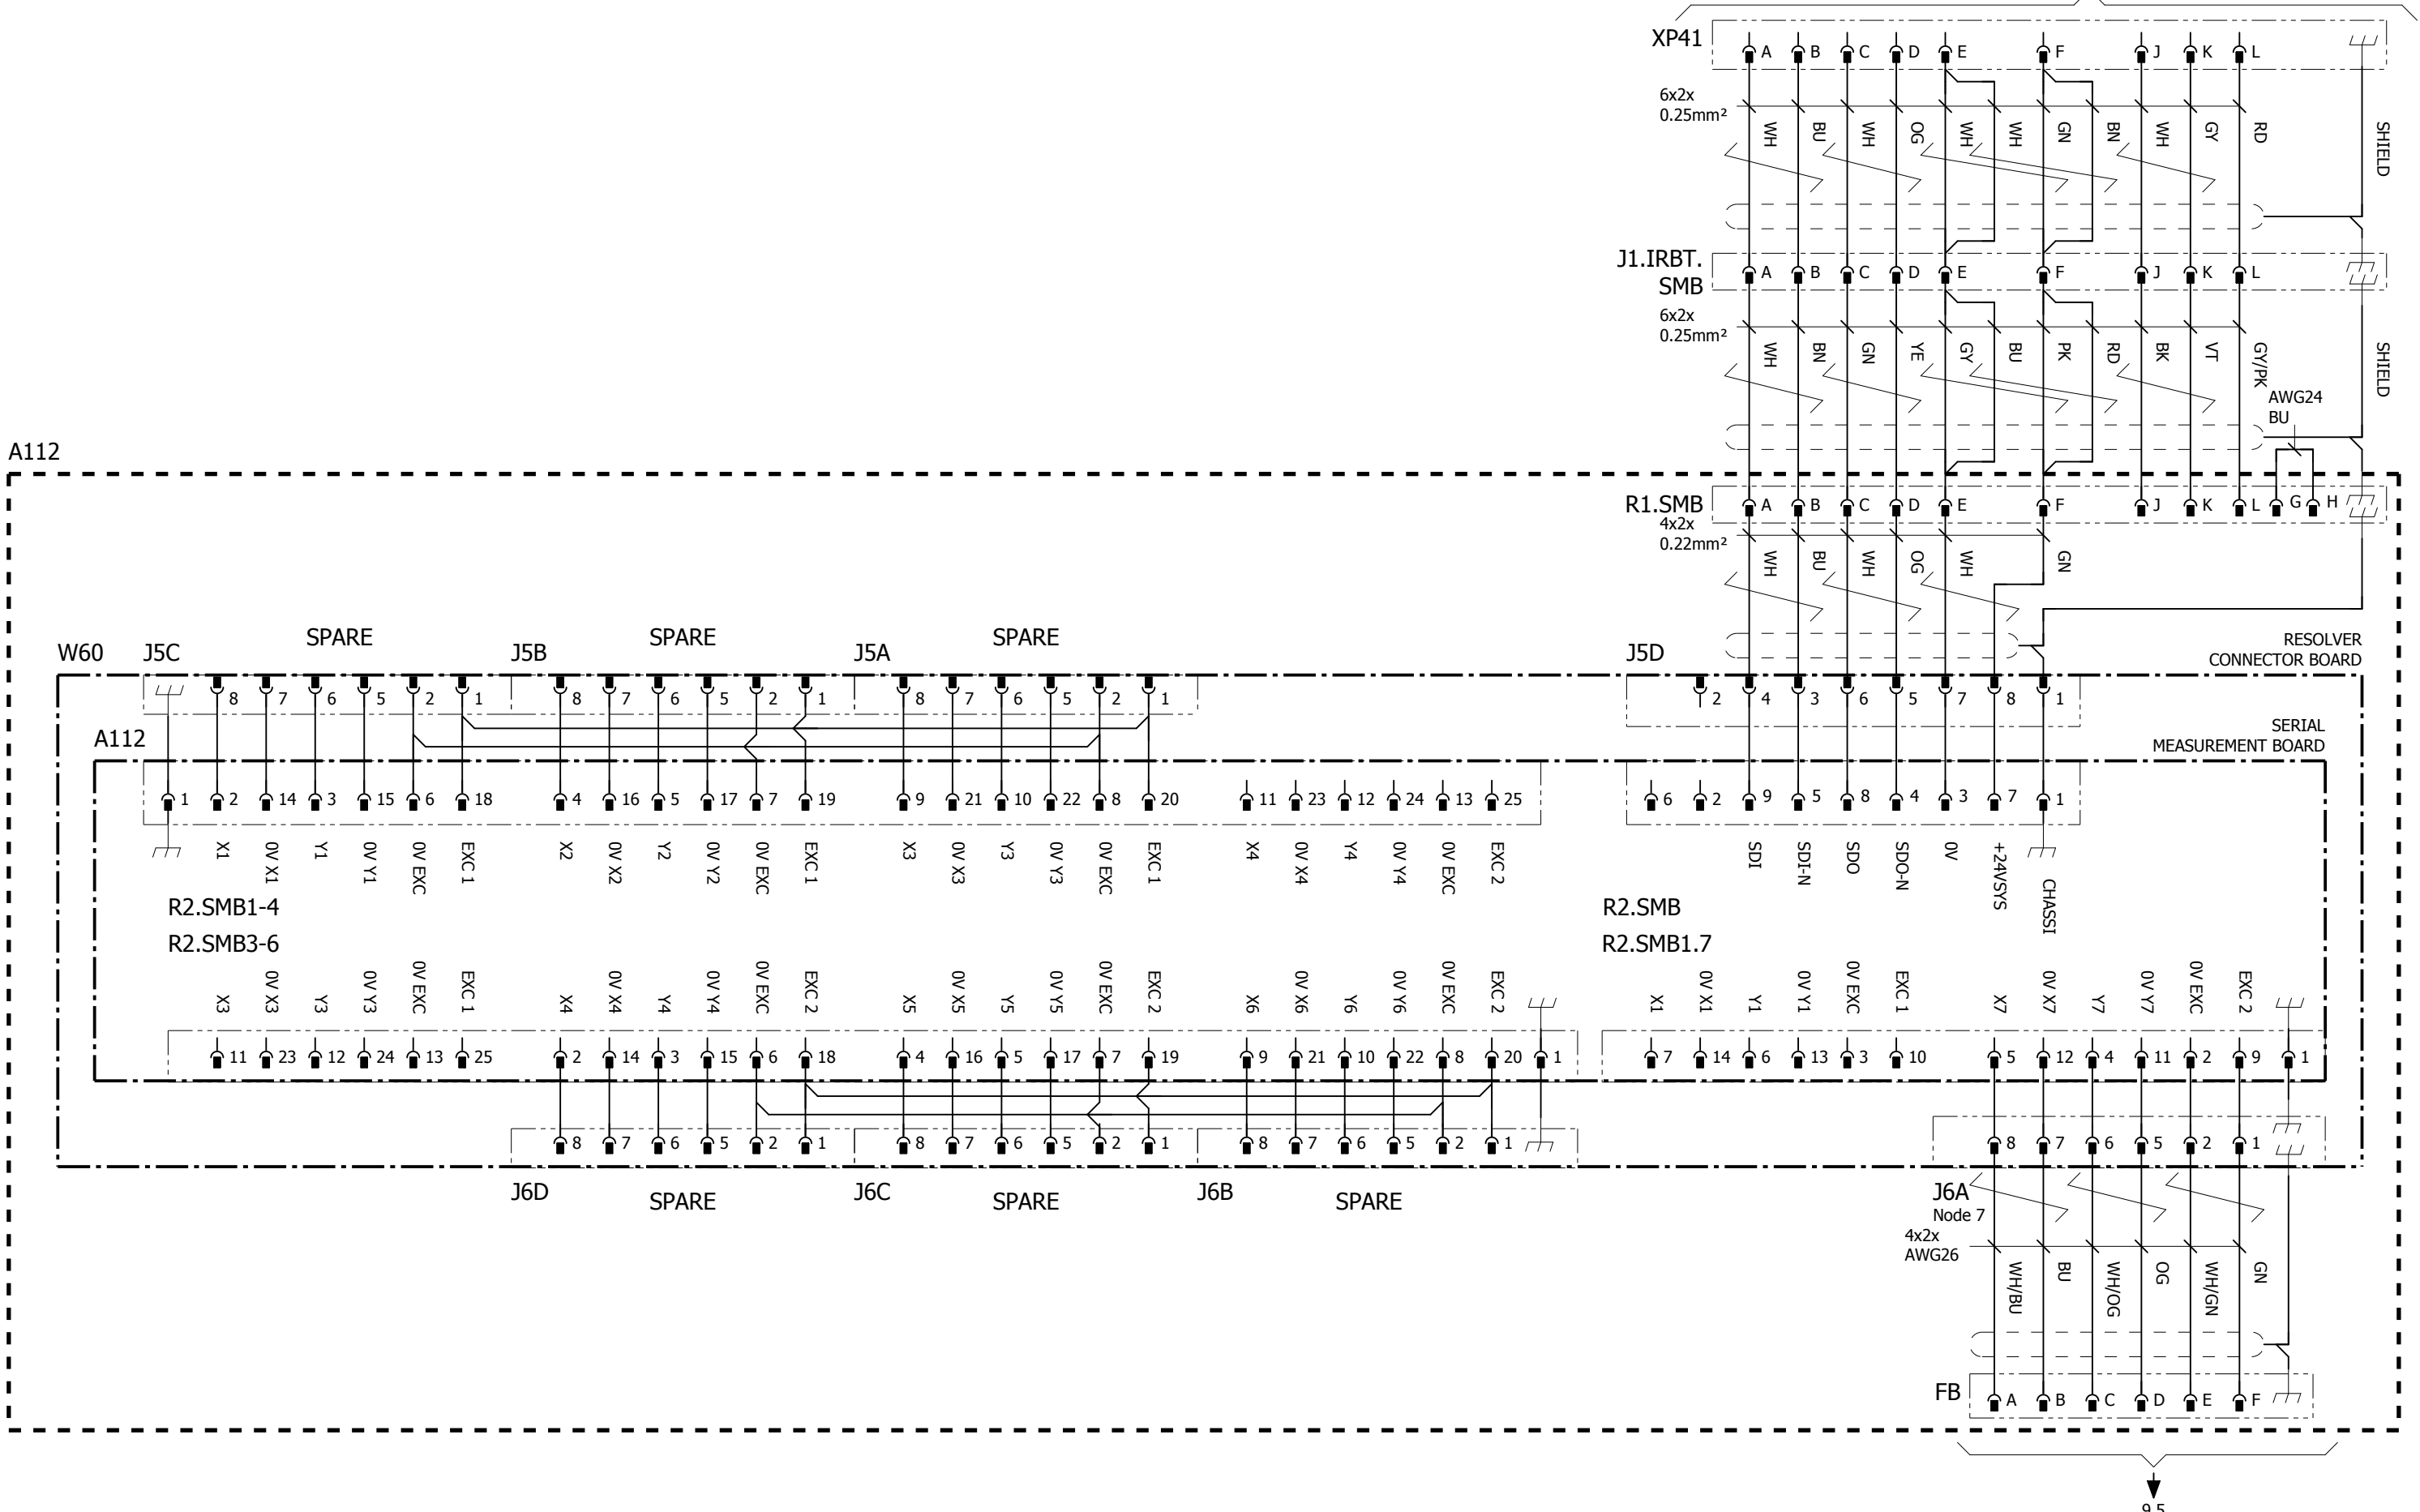 XP41
A B C D E F J K L
6x2x
0.25mm²
WH BU WH OG WH WH GN BN WH GY RD SHIELD
J1.IRBT.
SMB
A B C D E F J K L
6x2x
0.25mm²
WH BN GN YE GY BU PK RD BK VT GY/PK SHIELD
AWG24
BU
A112
R1.SMB
A B C D E F J K L G H
4x2x
0.22mm²
WH BU WH OG WH GN
SPARE SPARE SPARE
RESOLVER
CONNECTOR BOARD
W60 J5C J5B J5A J5D
8 7 6 5 2 1 8 7 6 5 2 1 8 7 6 5 2 1 2 4 3 6 5 7 8 1
A112
SERIAL
MEASUREMENT BOARD
1 2 14 3 15 6 18 4 16 5 17 7 19 9 21 10 22 8 20 11 23 12 24 13 25 6 2 9 5 8 4 3 7 1
X1 0V X1 Y1 0V Y1 0V EXC EXC 1 X2 0V X2 Y2 0V Y2 0V EXC EXC 1 X3 0V X3 Y3 0V Y3 0V EXC EXC 1 X4 0V X4 Y4 0V Y4 0V EXC EXC 2 SDI SDI-N SDO SDO-N 0V +24VSYS CHASSI
R2.SMB1-4 R2.SMB
R2.SMB3-6 R2.SMB1.7
X3 0V X3 Y3 0V Y3 0V EXC EXC 1 X4 0V X4 Y4 0V Y4 0V EXC EXC 2 X5 0V X5 Y5 0V Y5 0V EXC EXC 2 X6 0V X6 Y6 0V Y6 0V EXC EXC 2 X1 0V X1 Y1 0V Y1 0V EXC EXC 1 X7 0V X7 Y7 0V Y7 0V EXC EXC 2
11 23 12 24 13 25 2 14 3 15 6 18 4 16 5 17 7 19 9 21 10 22 8 20 1 7 14 6 13 3 10 5 12 4 11 2 9 1
8 7 6 5 2 1 8 7 6 5 2 1 8 7 6 5 2 1 8 7 6 5 2 1
J6D SPARE J6C SPARE J6B SPARE J6A
Node 7
4x2x
AWG26
WH/BU BU WH/OG OG WH/GN GN
FB
A B C D E F
9.5